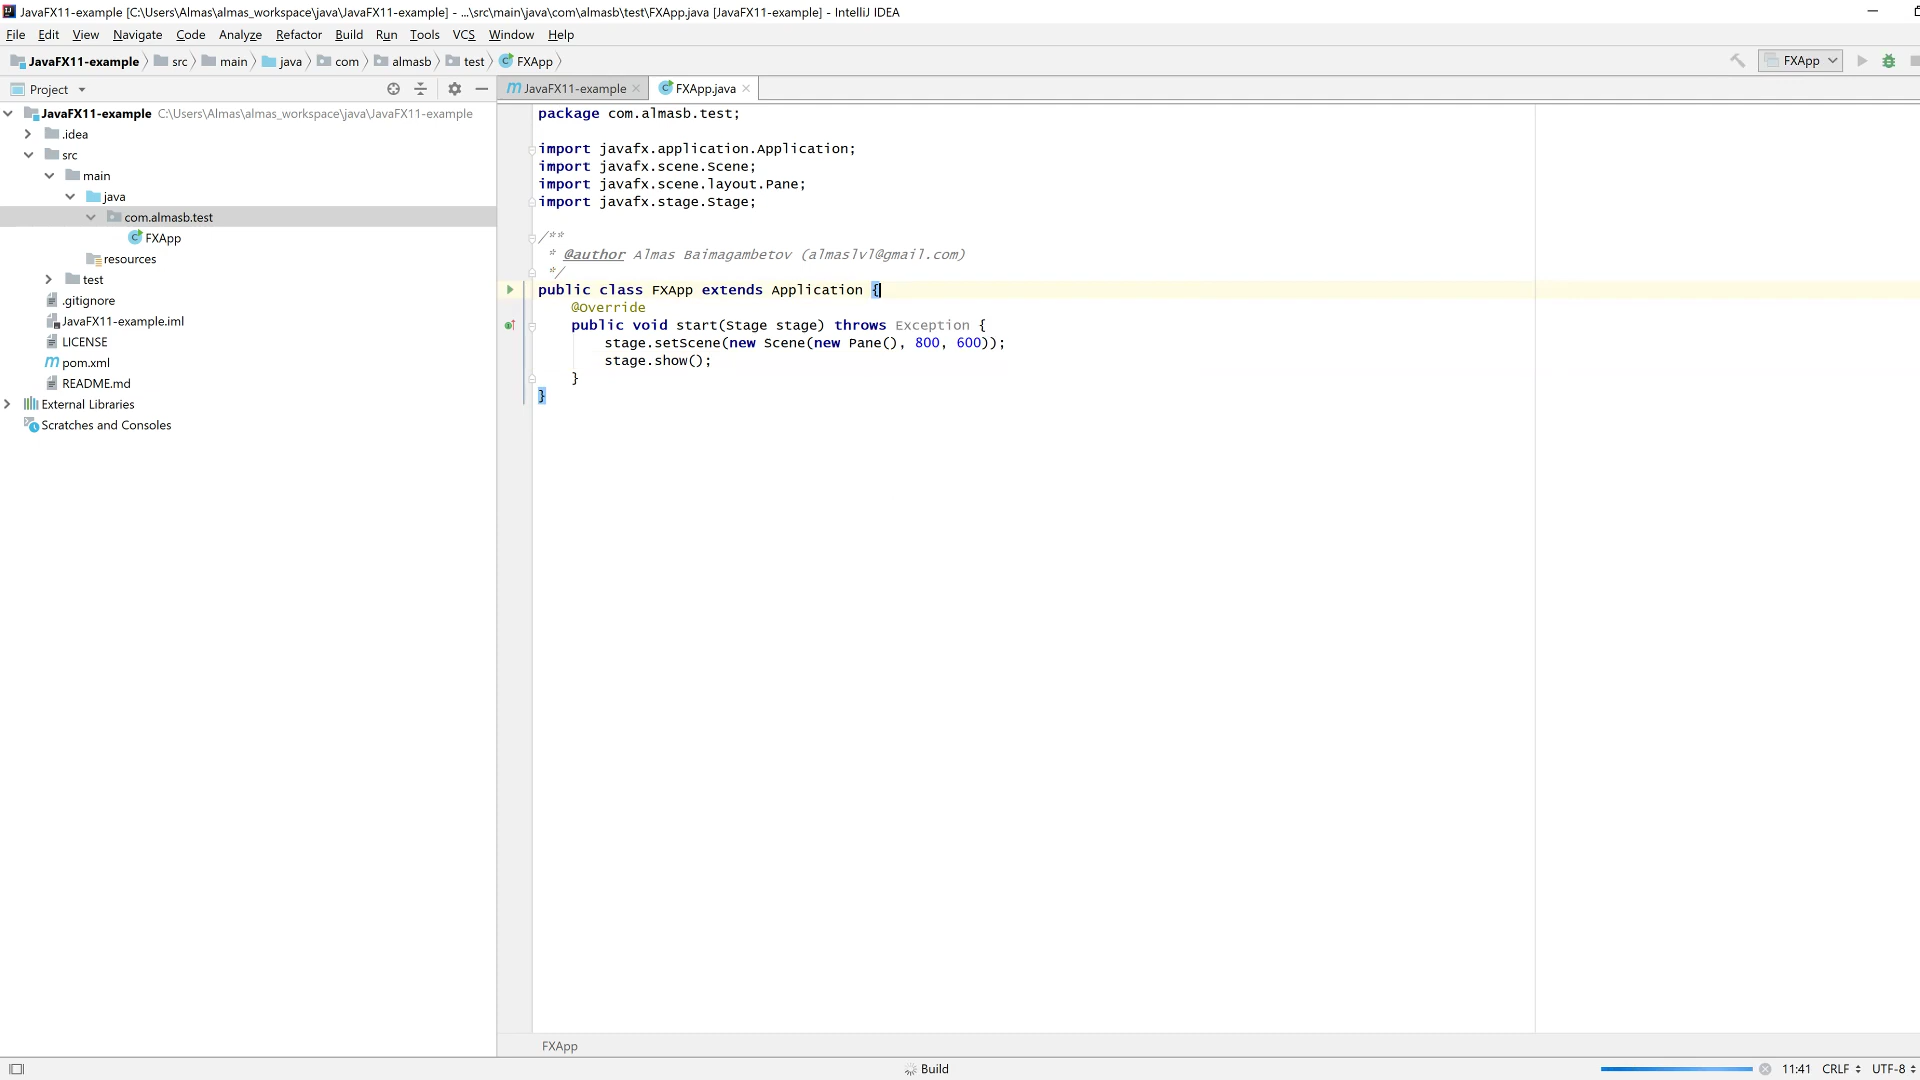 JavaFX11-example [C:\Users\Almas\almas_workspace\java\JavaFX11-example] - ...\src\main\java\com\almasb\test\FXApp.java [JavaFX11-example] - IntelliJ IDEA
File Edit View Navigate Code Analyze Refactor Build Run Tools VCS Window Help
JavaFX11-example src main java com almasb test FXApp FXApp
Project JavaFX11-example FXApp.java
JavaFX11-example C:\Users\Almas\almas_workspace\java\JavaFX11-example
.idea
src
main
java
com.almasb.test
FXApp
resources
test
.gitignore
JavaFX11-example.iml
LICENSE
pom.xml
README.md
External Libraries
Scratches and Consoles
package com.almasb.test;
import javafx.application.Application;
import javafx.scene.Scene;
import javafx.scene.layout.Pane;
import javafx.stage.Stage;
/**
* @author Almas Baimagambetov (almaslvl@gmail.com)
*/
public class FXApp extends Application {
@Override
public void start(Stage stage) throws Exception {
stage.setScene(new Scene(new Pane(), 800, 600));
stage.show();
}
}
FXApp
Build 11:41 CRLF UTF-8